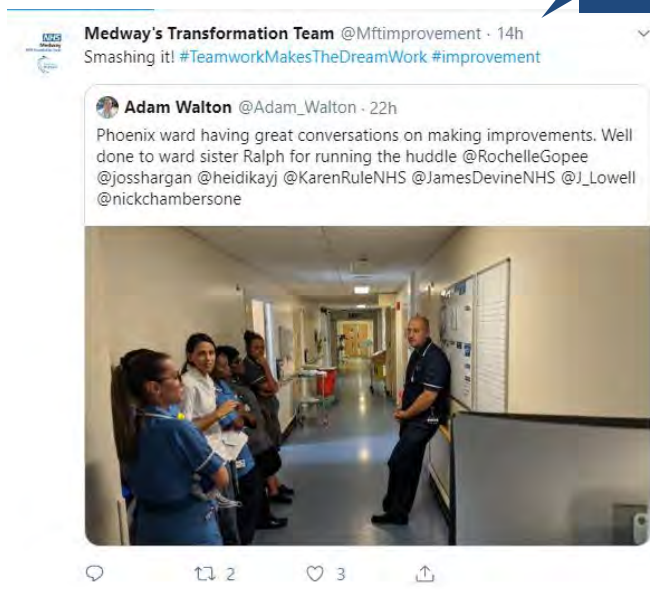 Medway's Transformation Team @Mftimprovement · 14h
Smashing it! #TeamworkMakesTheDreamWork #improvement
NHS
Medway
Adam Walton @Adam_Walton · 22h
Phoenix ward having great conversations on making improvements. Well
done to ward sister Ralph for running the huddle @RochelleGopee
@josshargan @heidikayj @KarenRuleNHS @JamesDevineNHS @J_Lowell
@nickchambersone
2
3